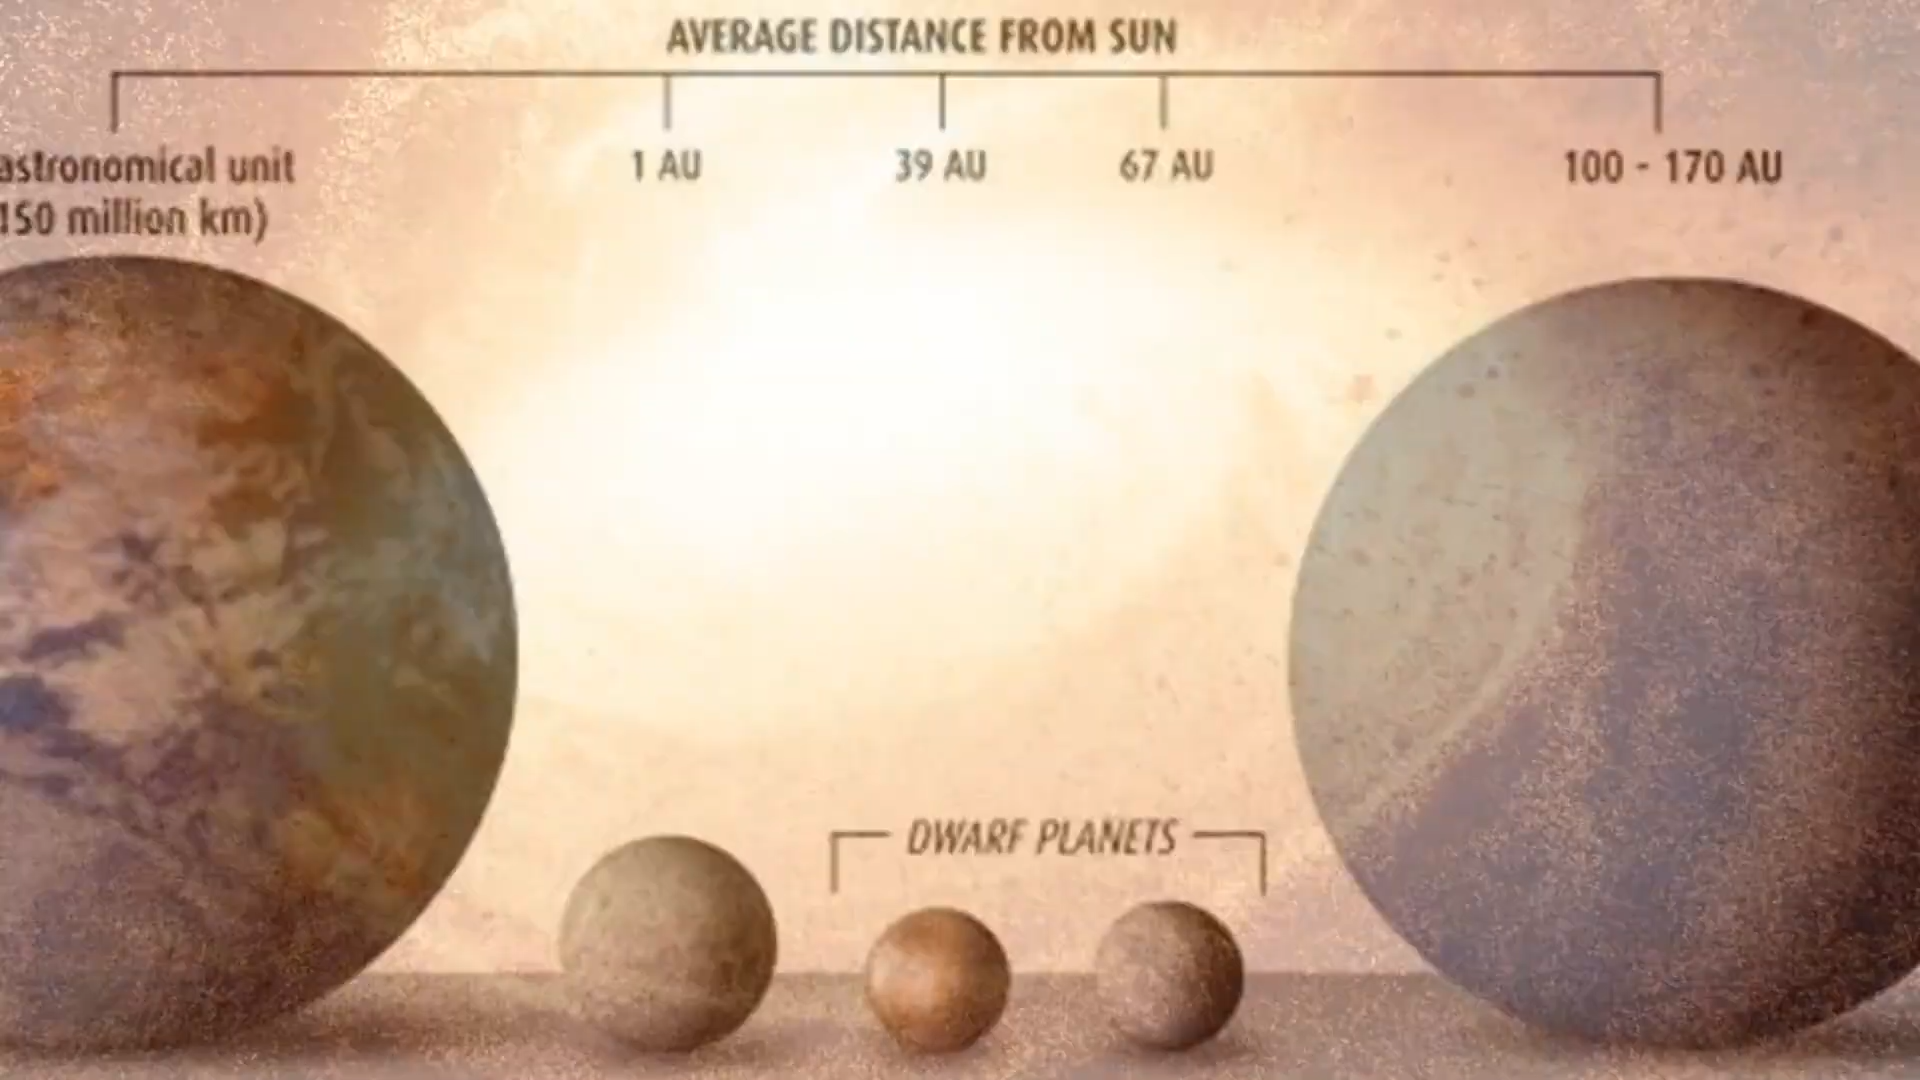 AVERAGE DISTANCE FROM SUN
astronomical unit
150 million km)
1 AU
39 AU
67 AU
100 - 170 AU
DWARF PLANETS